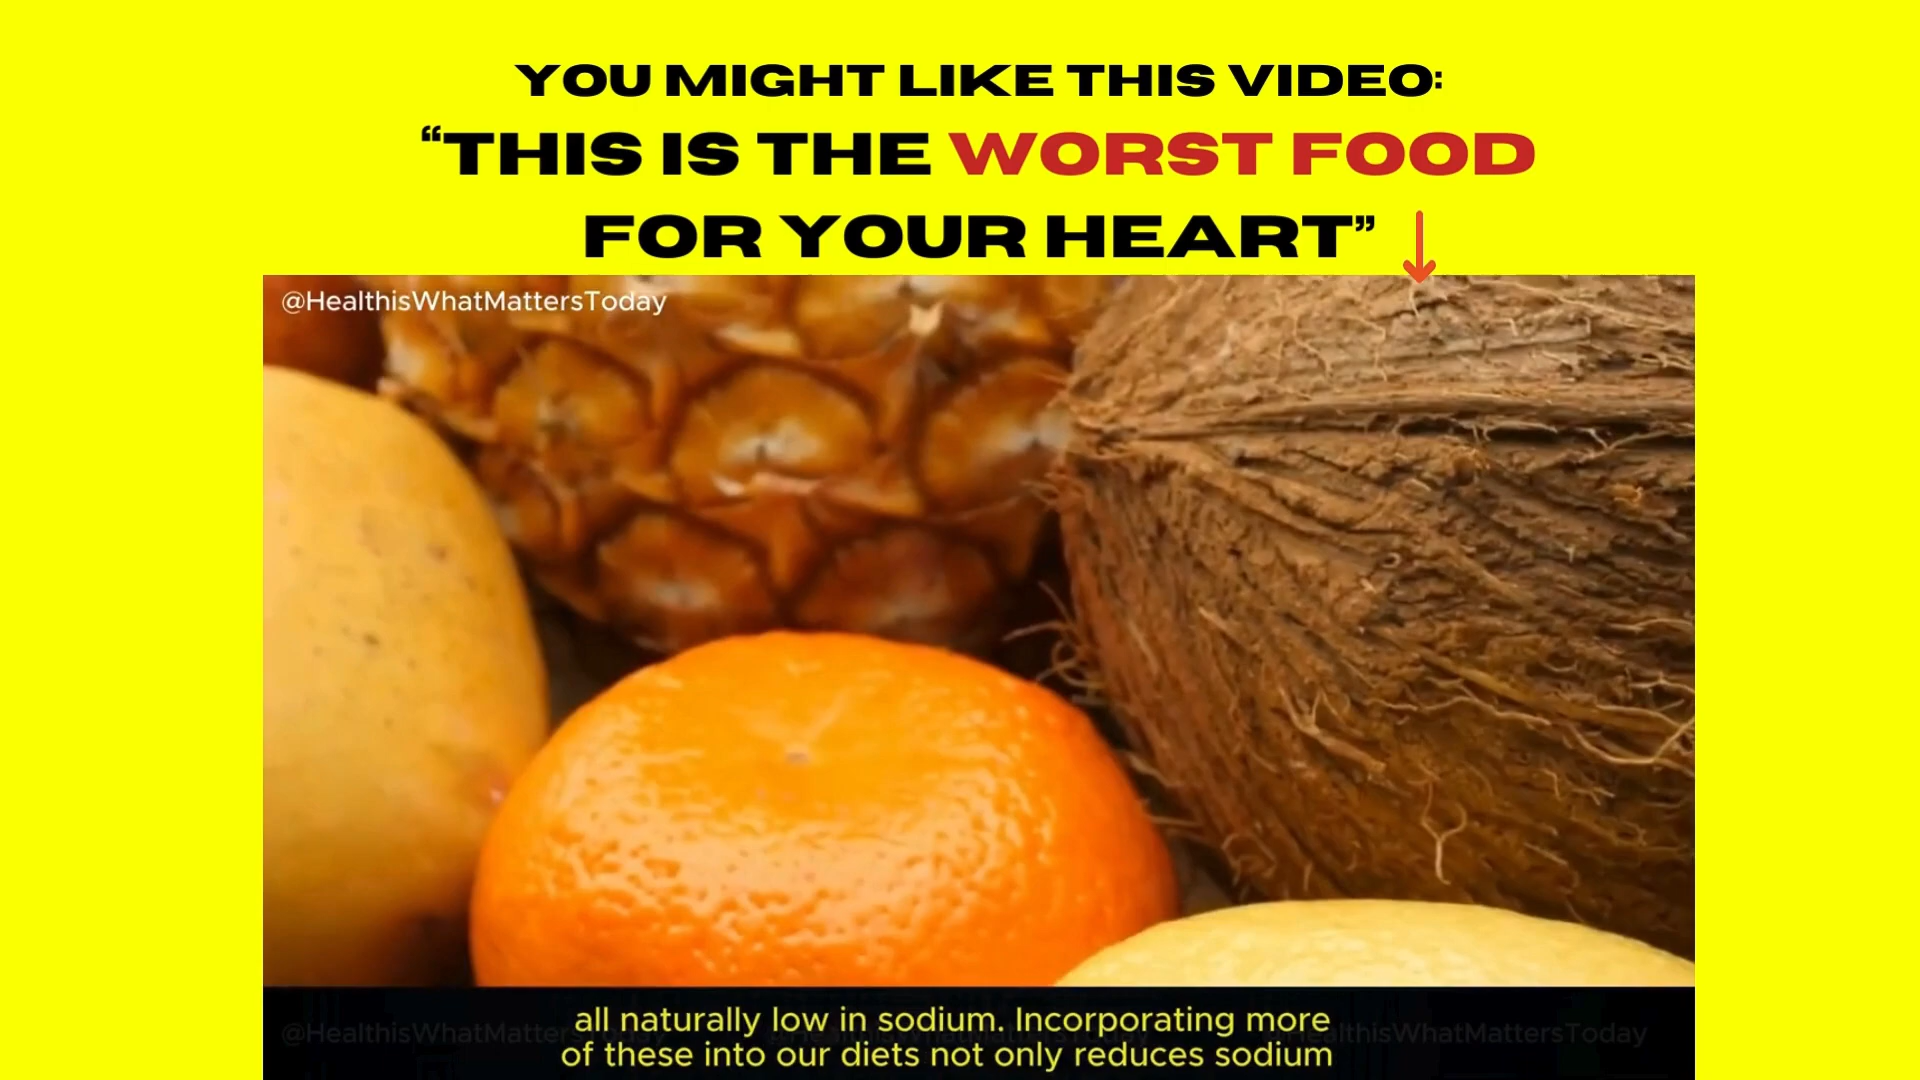 YOU MIGHT LIKE THIS VIDEO:
“THIS IS THE WORST FOOD
FOR YOUR HEART”
@HealthisWhatMattersToday
all naturally low in sodium. Incorporating more
@HealthisWhatMattersToday
of these into our diets not only reduces sodium